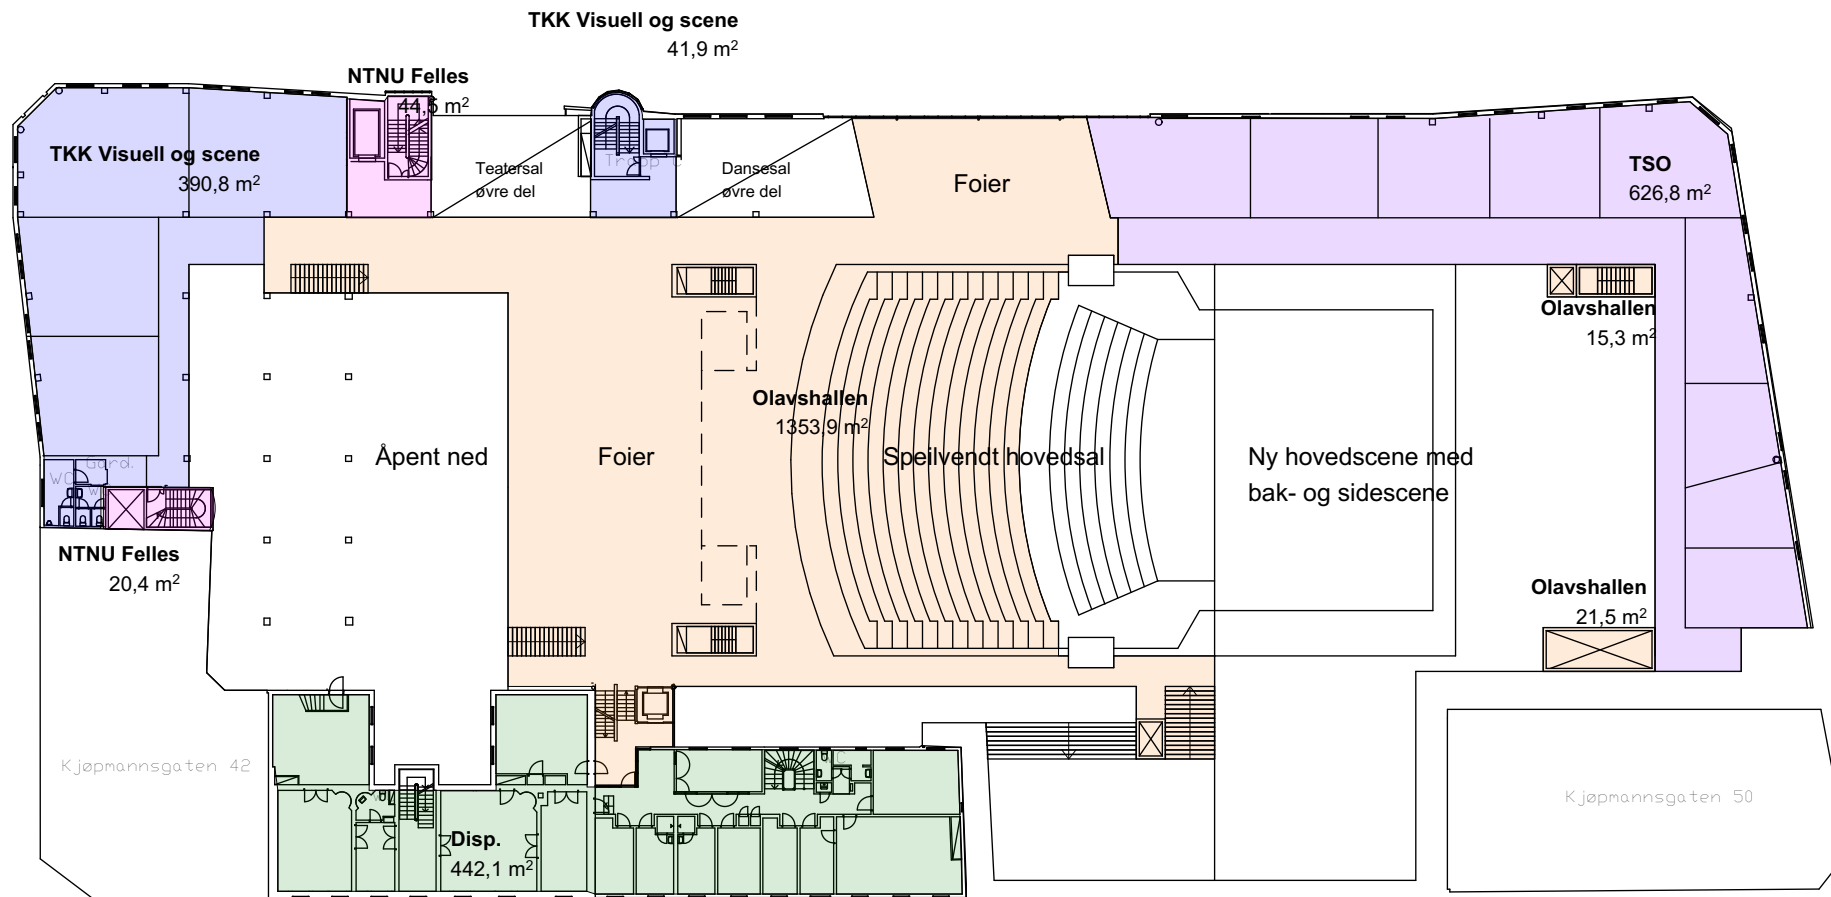 TKK Visuell og scene
41,9 m²
NTNU Felles
44,5 m²
TKK Visuell og scene
390,8 m²
Teatersal
øvre del
Trapp C
Dansesal
øvre del
Foier
TSO
626,8 m²
Olavshallen
15,3 m²
Olavshallen
1353,9 m²
Åpent ned
Foier
Speilvendt hovedsal
Ny hovedscene med
bak- og sidescene
Gard.
WC
NTNU Felles
20,4 m²
Olavshallen
21,5 m²
Kjøpmannsgaten 42
Kjøpmannsgaten 50
Disp.
442,1 m²